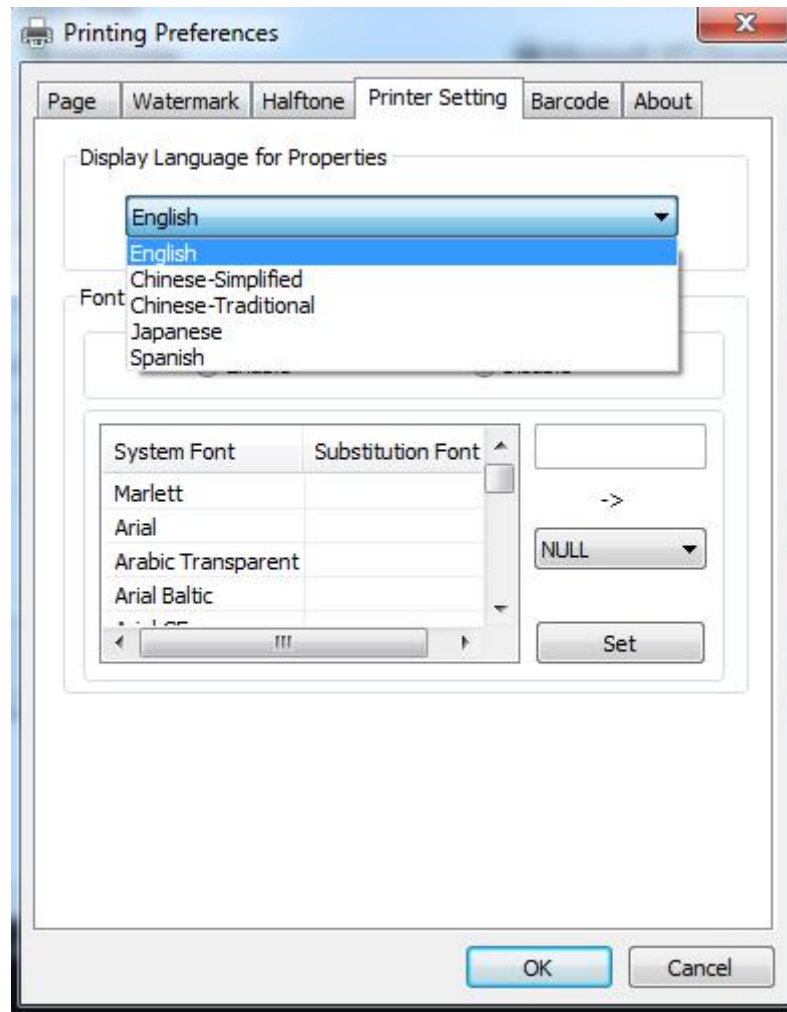 Printing Preferences
Page Watermark Halftone Printer Setting Barcode About
Display Language for Properties
English
English
Chinese-Simplified
Chinese-Traditional
Japanese
Spanish
Font
System Font Substitution Font
Marlett
->
Arial
NULL
Arabic Transparent
Arial Baltic
Set
OK Cancel